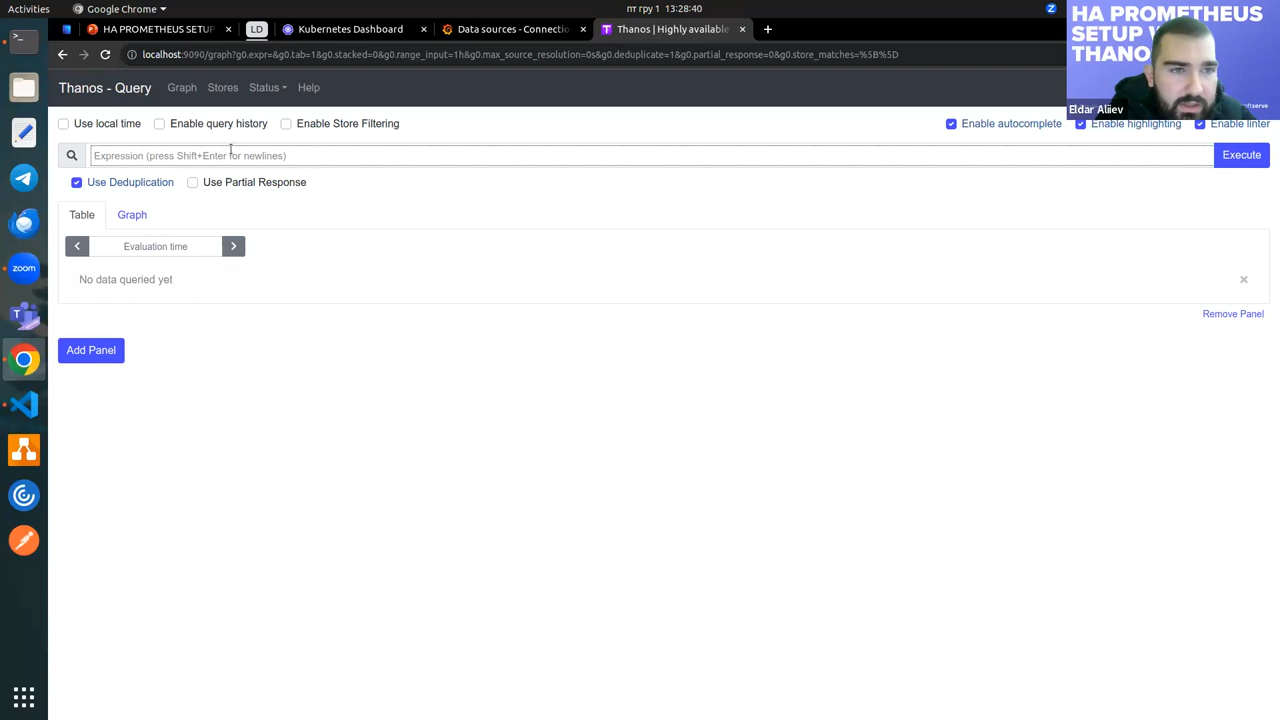 Activities
Google Chrome
пт гру 1 13:28:40
HA PROMETHEUS SETUP
LD
Kubernetes Dashboard
Data sources - Connectio
Thanos | Highly available
localhost:9090/graph?g0.expr=&g0.tab=1&g0.stacked=0&g0.range_input=1h&g0.max_source_resolution=0s&g0.deduplicate=1&g0.partial_response=0&g0.store_matches=%5B%5D
HA PROMETHEUS
SETUP
THANO
Eldar Aliiev
Thanos - Query
Graph
Stores
Status
Help
Use local time
Enable query history
Enable Store Filtering
Enable autocomplete
Enable highlighting
Enable linter
Expression (press Shift+Enter for newlines)
Execute
Use Deduplication
Use Partial Response
Table
Graph
Evaluation time
No data queried yet
Remove Panel
Add Panel
zoom